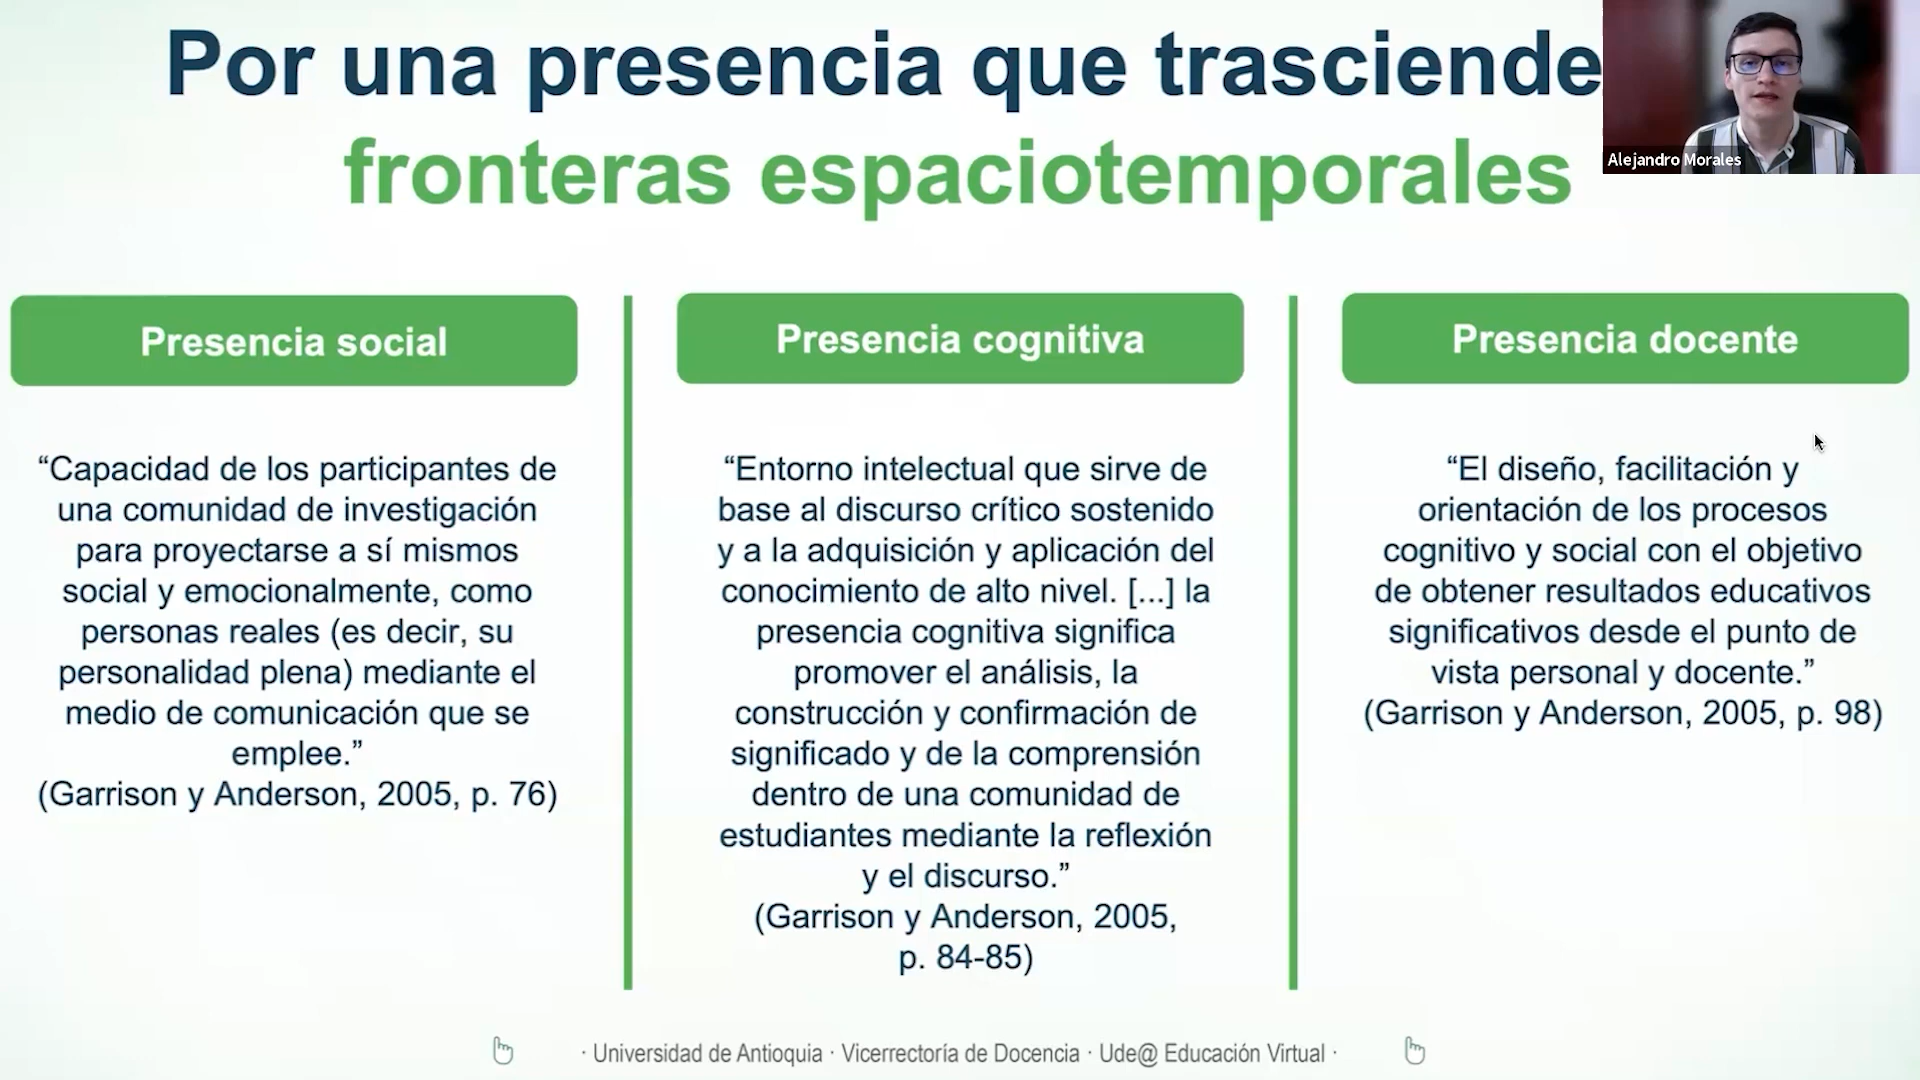 Por una presencia que trasciende
fronteras espaciotemporales
Alejandro Morales
Presencia social
“Capacidad de los participantes de
una comunidad de investigación
para proyectarse a sí mismos
social y emocionalmente, como
personas reales (es decir, su
personalidad plena) mediante el
medio de comunicación que se
emplee.”
(Garrison y Anderson, 2005, p. 76)
Presencia cognitiva
“Entorno intelectual que sirve de
base al discurso crítico sostenido
y a la adquisición y aplicación del
conocimiento de alto nivel. [...] la
presencia cognitiva significa
promover el análisis, la
construcción y confirmación de
significado y de la comprensión
dentro de una comunidad de
estudiantes mediante la reflexión
y el discurso.”
(Garrison y Anderson, 2005,
p. 84-85)
Presencia docente
“El diseño, facilitación y
orientación de los procesos
cognitivo y social con el objetivo
de obtener resultados educativos
significativos desde el punto de
vista personal y docente.”
(Garrison y Anderson, 2005, p. 98)
· Universidad de Antioquia · Vicerrectoría de Docencia · Ude@ Educación Virtual ·